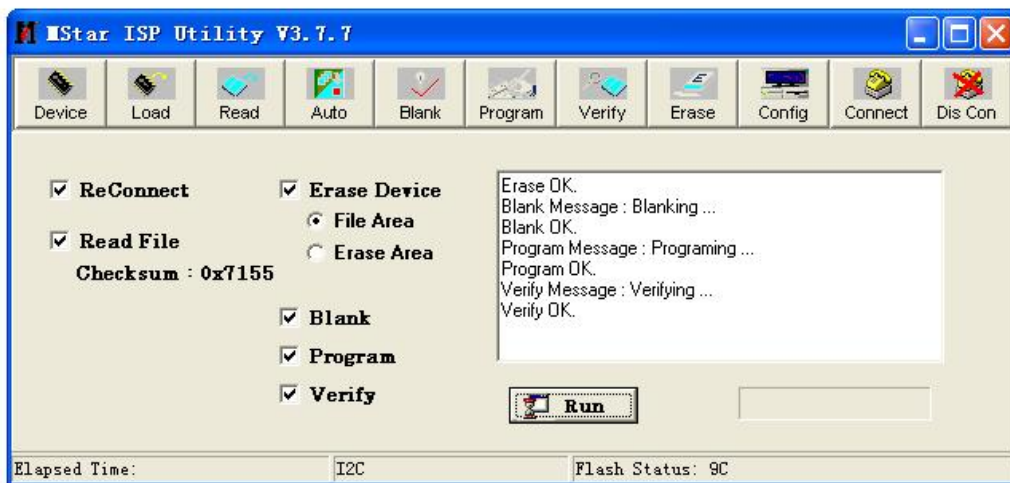 MStar ISP Utility V3.7.7
Device Load Read Auto Blank Program Verify Erase Config Connect Dis Con
ReConnect
Read File
Checksum : 0x7155
Erase Device
File Area
Erase Area
Blank
Program
Verify
Erase OK.
Blank Message : Blanking ...
Blank OK.
Program Message : Programing ...
Program OK.
Verify Message : Verifying ...
Verify OK.
Run
Elapsed Time: I2C Flash Status: 9C